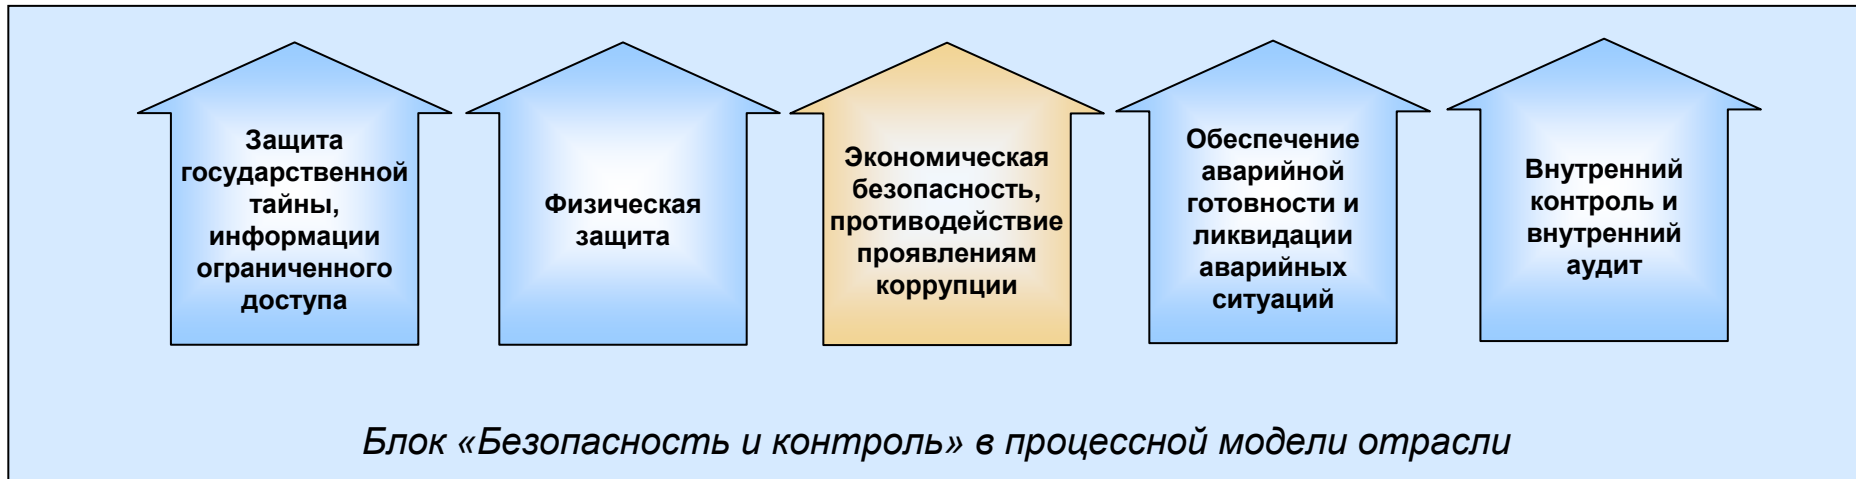 Защита
государственной
тайны,
информации
ограниченного
доступа
Физическая
защита
Экономическая
безопасность,
противодействие
проявлениям
коррупции
Обеспечение
аварийной
готовности и
ликвидации
аварийных
ситуаций
Внутренний
контроль и
внутренний
аудит
Блок «Безопасность и контроль» в процессной модели отрасли